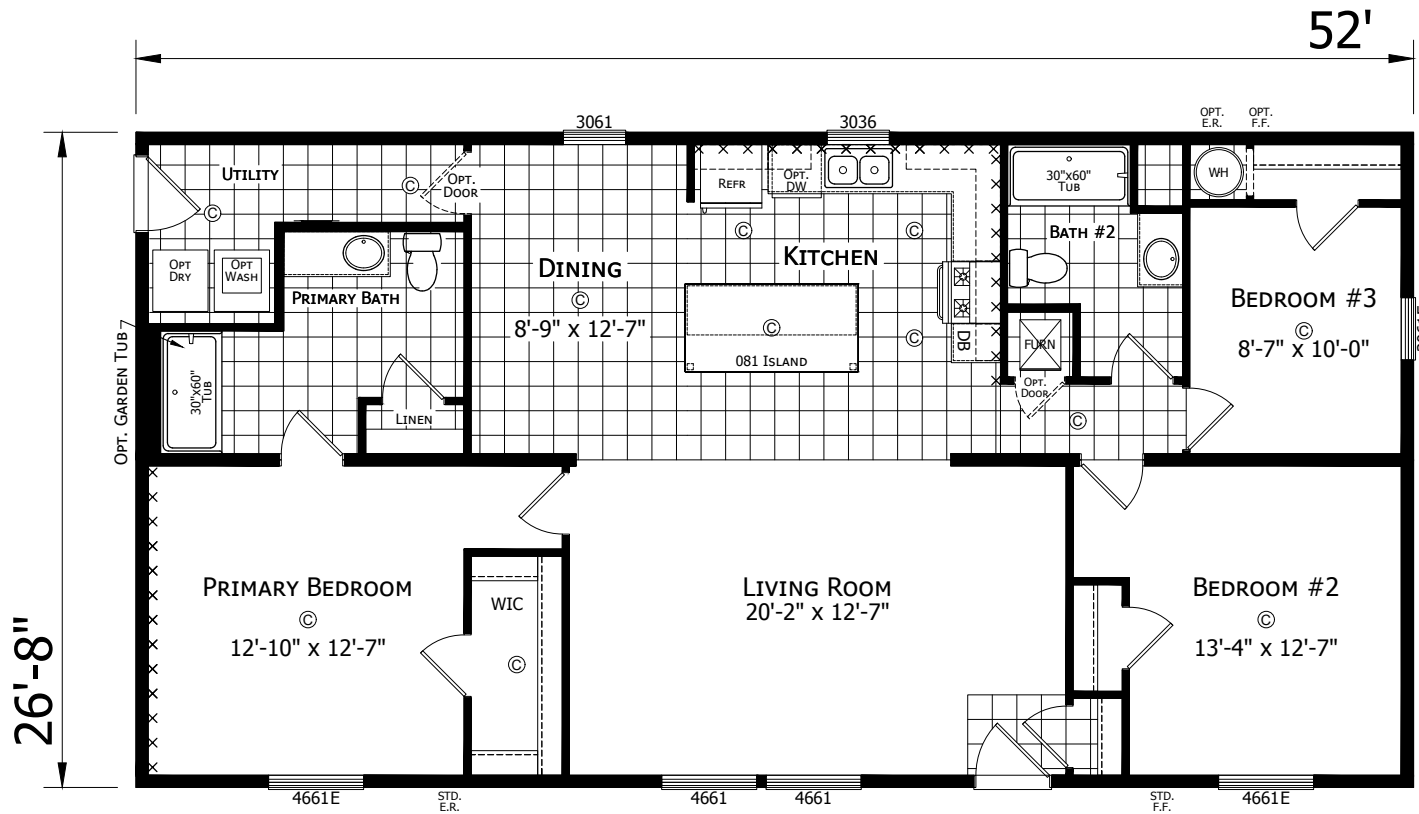 52'
OPT.
E.R.
OPT.
F.F.
3061
3036
UTILITY
OPT.
DOOR
©
©
REFR
OPT.
DW
30"x60"
TUB
WH
OPT
DRY
OPT
WASH
PRIMARY BATH
DINING
©
8'-9" x 12'-7"
KITCHEN
©
©
©
©
081 ISLAND
DB
BATH #2
FURN
OPT.
DOOR
©
BEDROOM #3
©
8'-7" x 10'-0"
OPT. GARDEN TUB
30"x60"
TUB
LINEN
26'-8"
PRIMARY BEDROOM
©
12'-10" x 12'-7"
WIC
©
LIVING ROOM
20'-2" x 12'-7"
BEDROOM #2
©
13'-4" x 12'-7"
4661E
STD.
E.R.
4661
4661
STD.
F.F.
4661E